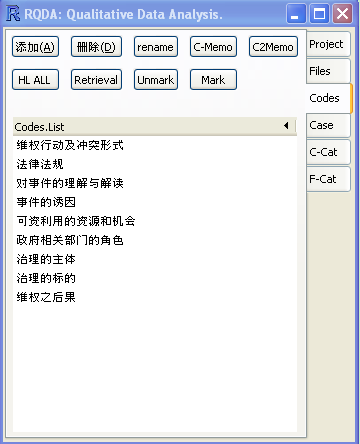 RQDA: Qualitative Data Analysis.
添加(A) 刪除(D) rename C-Memo C2Memo
HL ALL Retrieval Unmark Mark
Project
Files
Codes
Case
C-Cat
F-Cat
Codes.List
维权行动及冲突形式
法律法规
对事件的理解与解读
事件的诱因
可资利用的资源和机会
政府相关部门的角色
治理的主体
治理的标的
维权之后果